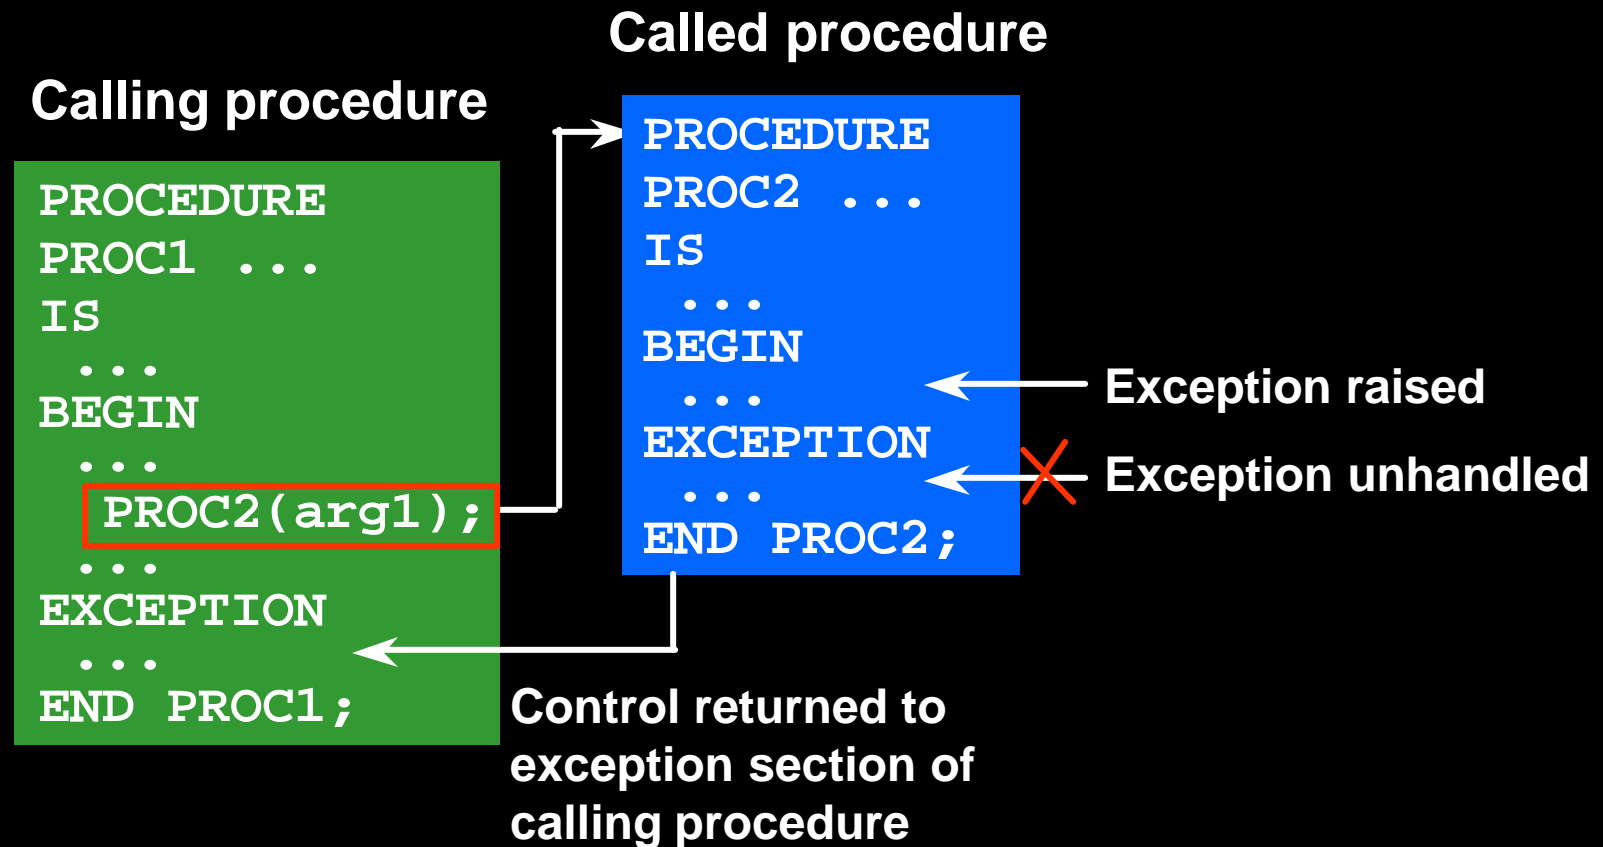 Called procedure
Calling procedure
PROCEDURE
PROC1 ...
IS
...
BEGIN
...
PROC2(arg1);
...
EXCEPTION
...
END PROC1;
PROCEDURE
PROC2 ...
IS
...
BEGIN
...
EXCEPTION
...
END PROC2;
Exception raised
Exception unhandled
Control returned to
exception section of
calling procedure